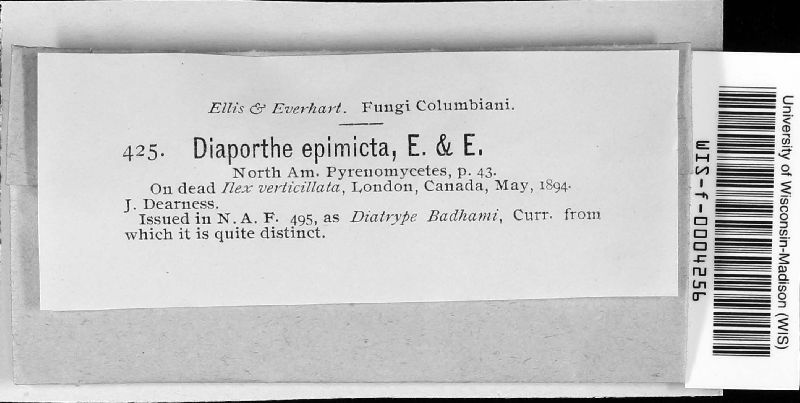 Ellis & Everhart. Fungi Columbiani.
425. Diaporthe epimicta, E. & E.
North Am. Pyrenomycetes, p. 43.
On dead Ilex verticillata, London, Canada, May, 1894.
J. Dearness.
Issued in N. A. F. 495, as Diatrype Badhami, Curr. from
which it is quite distinct.
WIS-f-0004256
University of Wisconsin-Madison (WIS)